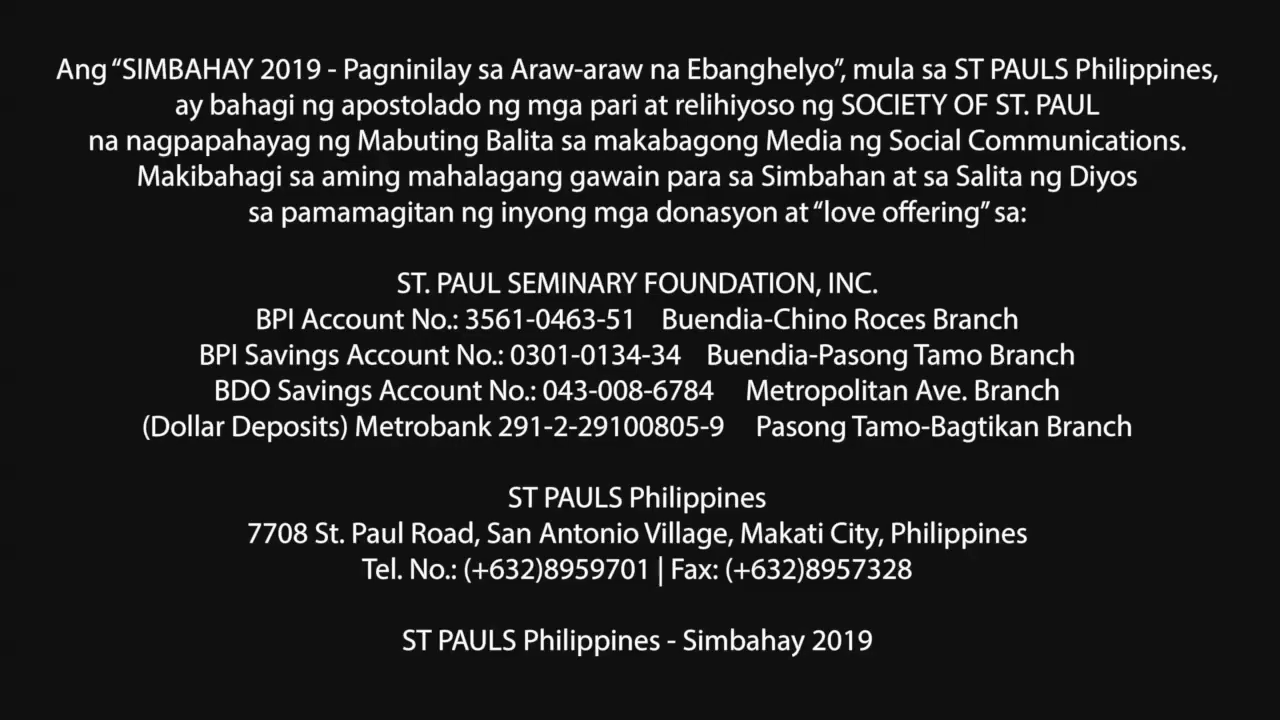 Ang “SIMBAHAY 2019 - Pagninilay sa Araw-araw na Ebanghelyo”, mula sa ST PAULS Philippines,
ay bahagi ng apostolado ng mga pari at relihiyoso ng SOCIETY OF ST. PAUL
na nagpapahayag ng Mabuting Balita sa makabagong Media ng Social Communications.
Makibahagi sa aming mahalagang gawain para sa Simbahan at sa Salita ng Diyos
sa pamamagitan ng inyong mga donasyon at “love offering” sa:
ST. PAUL SEMINARY FOUNDATION, INC.
BPI Account No.: 3561-0463-51 Buendia-Chino Roces Branch
BPI Savings Account No.: 0301-0134-34 Buendia-Pasong Tamo Branch
BDO Savings Account No.: 043-008-6784 Metropolitan Ave. Branch
(Dollar Deposits) Metrobank 291-2-29100805-9 Pasong Tamo-Bagtikan Branch
ST PAULS Philippines
7708 St. Paul Road, San Antonio Village, Makati City, Philippines
Tel. No.: (+632)8959701 | Fax: (+632)8957328
ST PAULS Philippines - Simbahay 2019